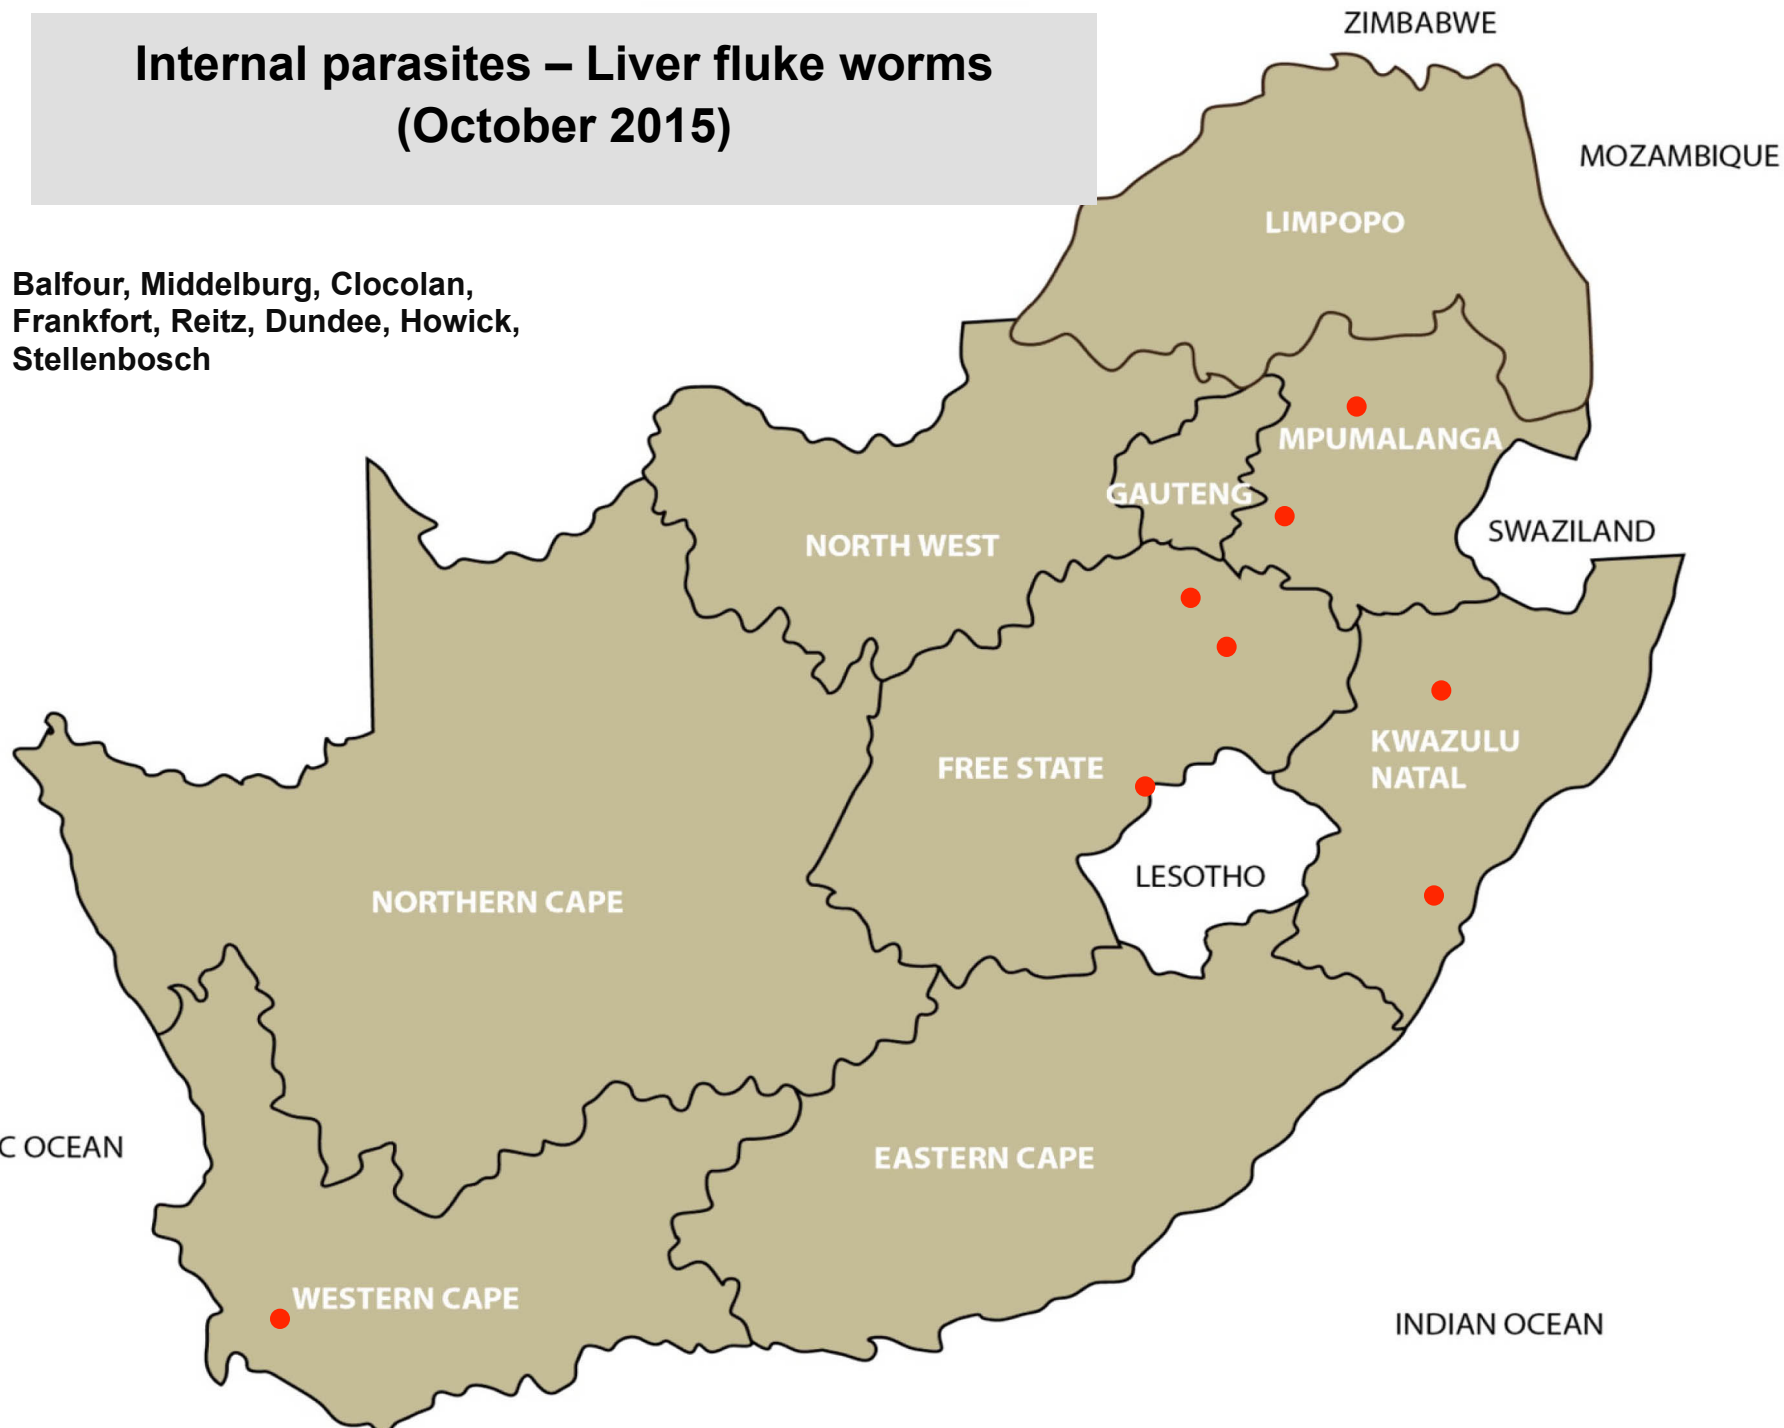 Internal parasites – Liver fluke worms
(October 2015)
Balfour, Middelburg, Clocolan,
Frankfort, Reitz, Dundee, Howick,
Stellenbosch
ZIMBABWE
MOZAMBIQUE
LIMPOPO
MPUMALANGA
GAUTENG
SWAZILAND
NORTH WEST
KWAZULU
NATAL
FREE STATE
LESOTHO
NORTHERN CAPE
C OCEAN
EASTERN CAPE
WESTERN CAPE
INDIAN OCEAN